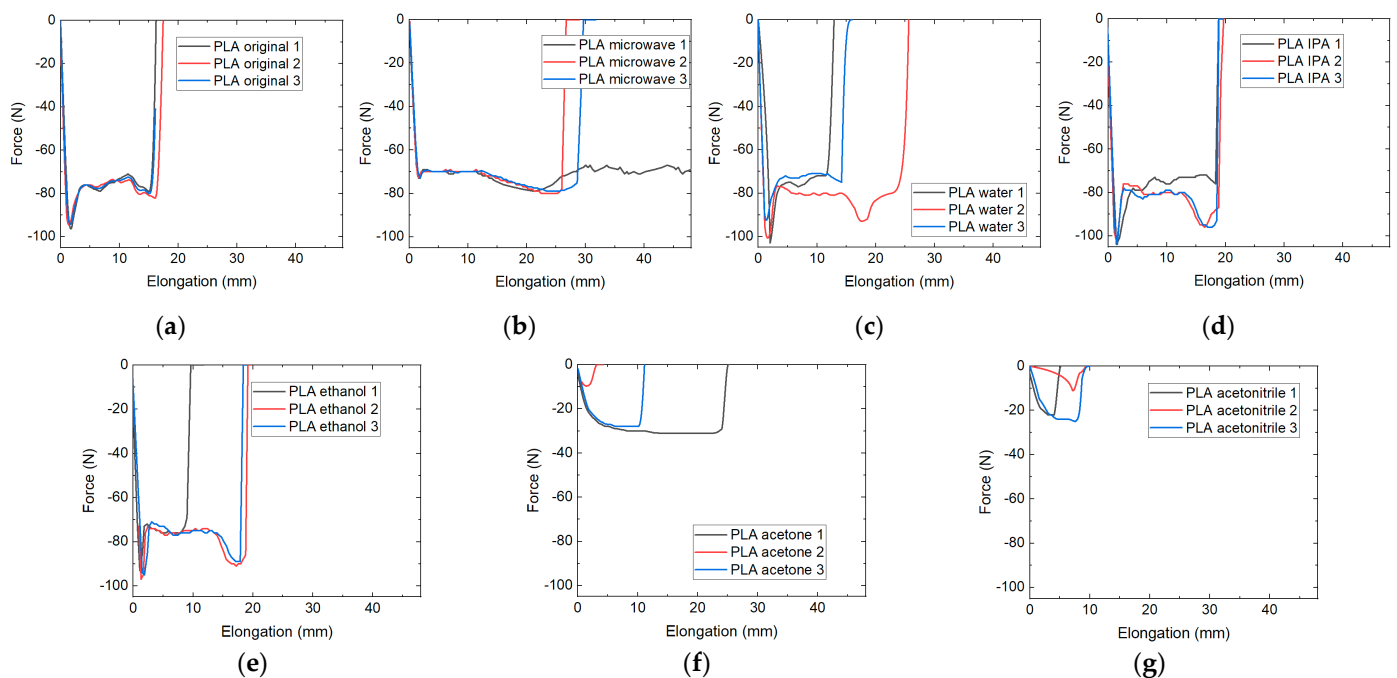 0
-20
-40
-60
-80
-100
0 10 20 30 40
Force (N)
Elongation (mm)
PLA original 1
PLA original 2
PLA original 3
(a)
0
-20
-40
-60
-80
-100
0 10 20 30 40
Force (N)
Elongation (mm)
PLA microwave 1
PLA microwave 2
PLA microwave 3
(b)
0
-20
-40
-60
-80
-100
0 10 20 30 40
Force (N)
Elongation (mm)
PLA water 1
PLA water 2
PLA water 3
(c)
0
-20
-40
-60
-80
-100
0 10 20 30 40
Force (N)
Elongation (mm)
PLA IPA 1
PLA IPA 2
PLA IPA 3
(d)
0
-20
-40
-60
-80
-100
0 10 20 30 40
Force (N)
Elongation (mm)
PLA ethanol 1
PLA ethanol 2
PLA ethanol 3
(e)
0
-20
-40
-60
-80
-100
0 10 20 30 40
Force (N)
Elongation (mm)
PLA acetone 1
PLA acetone 2
PLA acetone 3
(f)
0
-20
-40
-60
-80
-100
0 10 20 30 40
Force (N)
Elongation (mm)
PLA acetonitrile 1
PLA acetonitrile 2
PLA acetonitrile 3
(g)